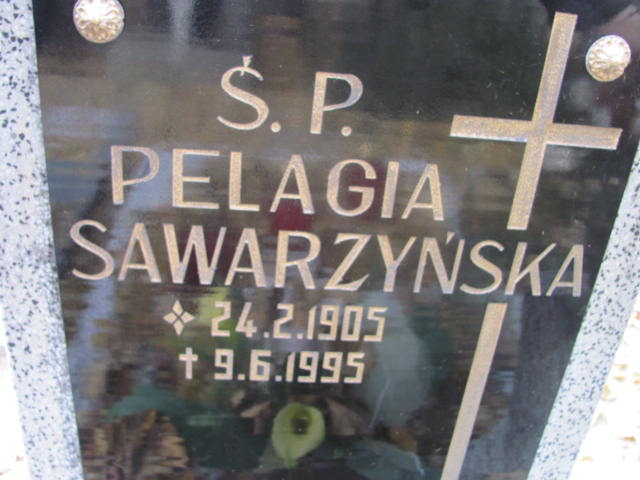 Ś. P.
PELAGIA
SAWARZYŃSKA
24.2.1905
✝ 9.6.1995